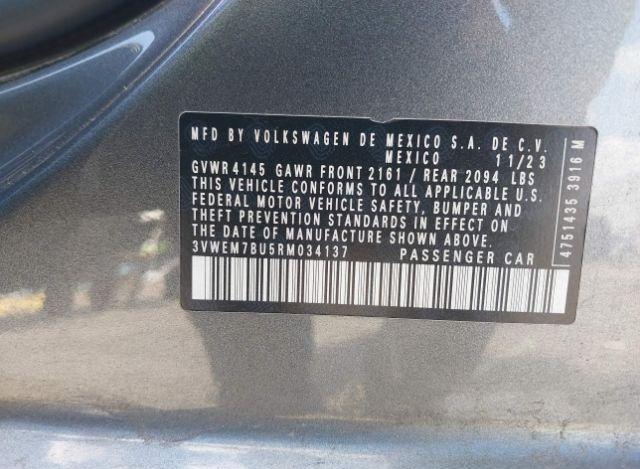 MFD BY VOLKSWAGEN DE MEXICO S.A. DE C.V.
MEXICO 11/23
GVWR 4145 GAWR FRONT 2161 / REAR 2094 LBS
THIS VEHICLE CONFORMS TO ALL APPLICABLE U.S.
FEDERAL MOTOR VEHICLE SAFETY, BUMPER AND
THEFT PREVENTION STANDARDS IN EFFECT ON
THE DATE OF MANUFACTURE SHOWN ABOVE.
3VWEM7BU5RM034137 PASSENGER CAR
4751435 3916 M